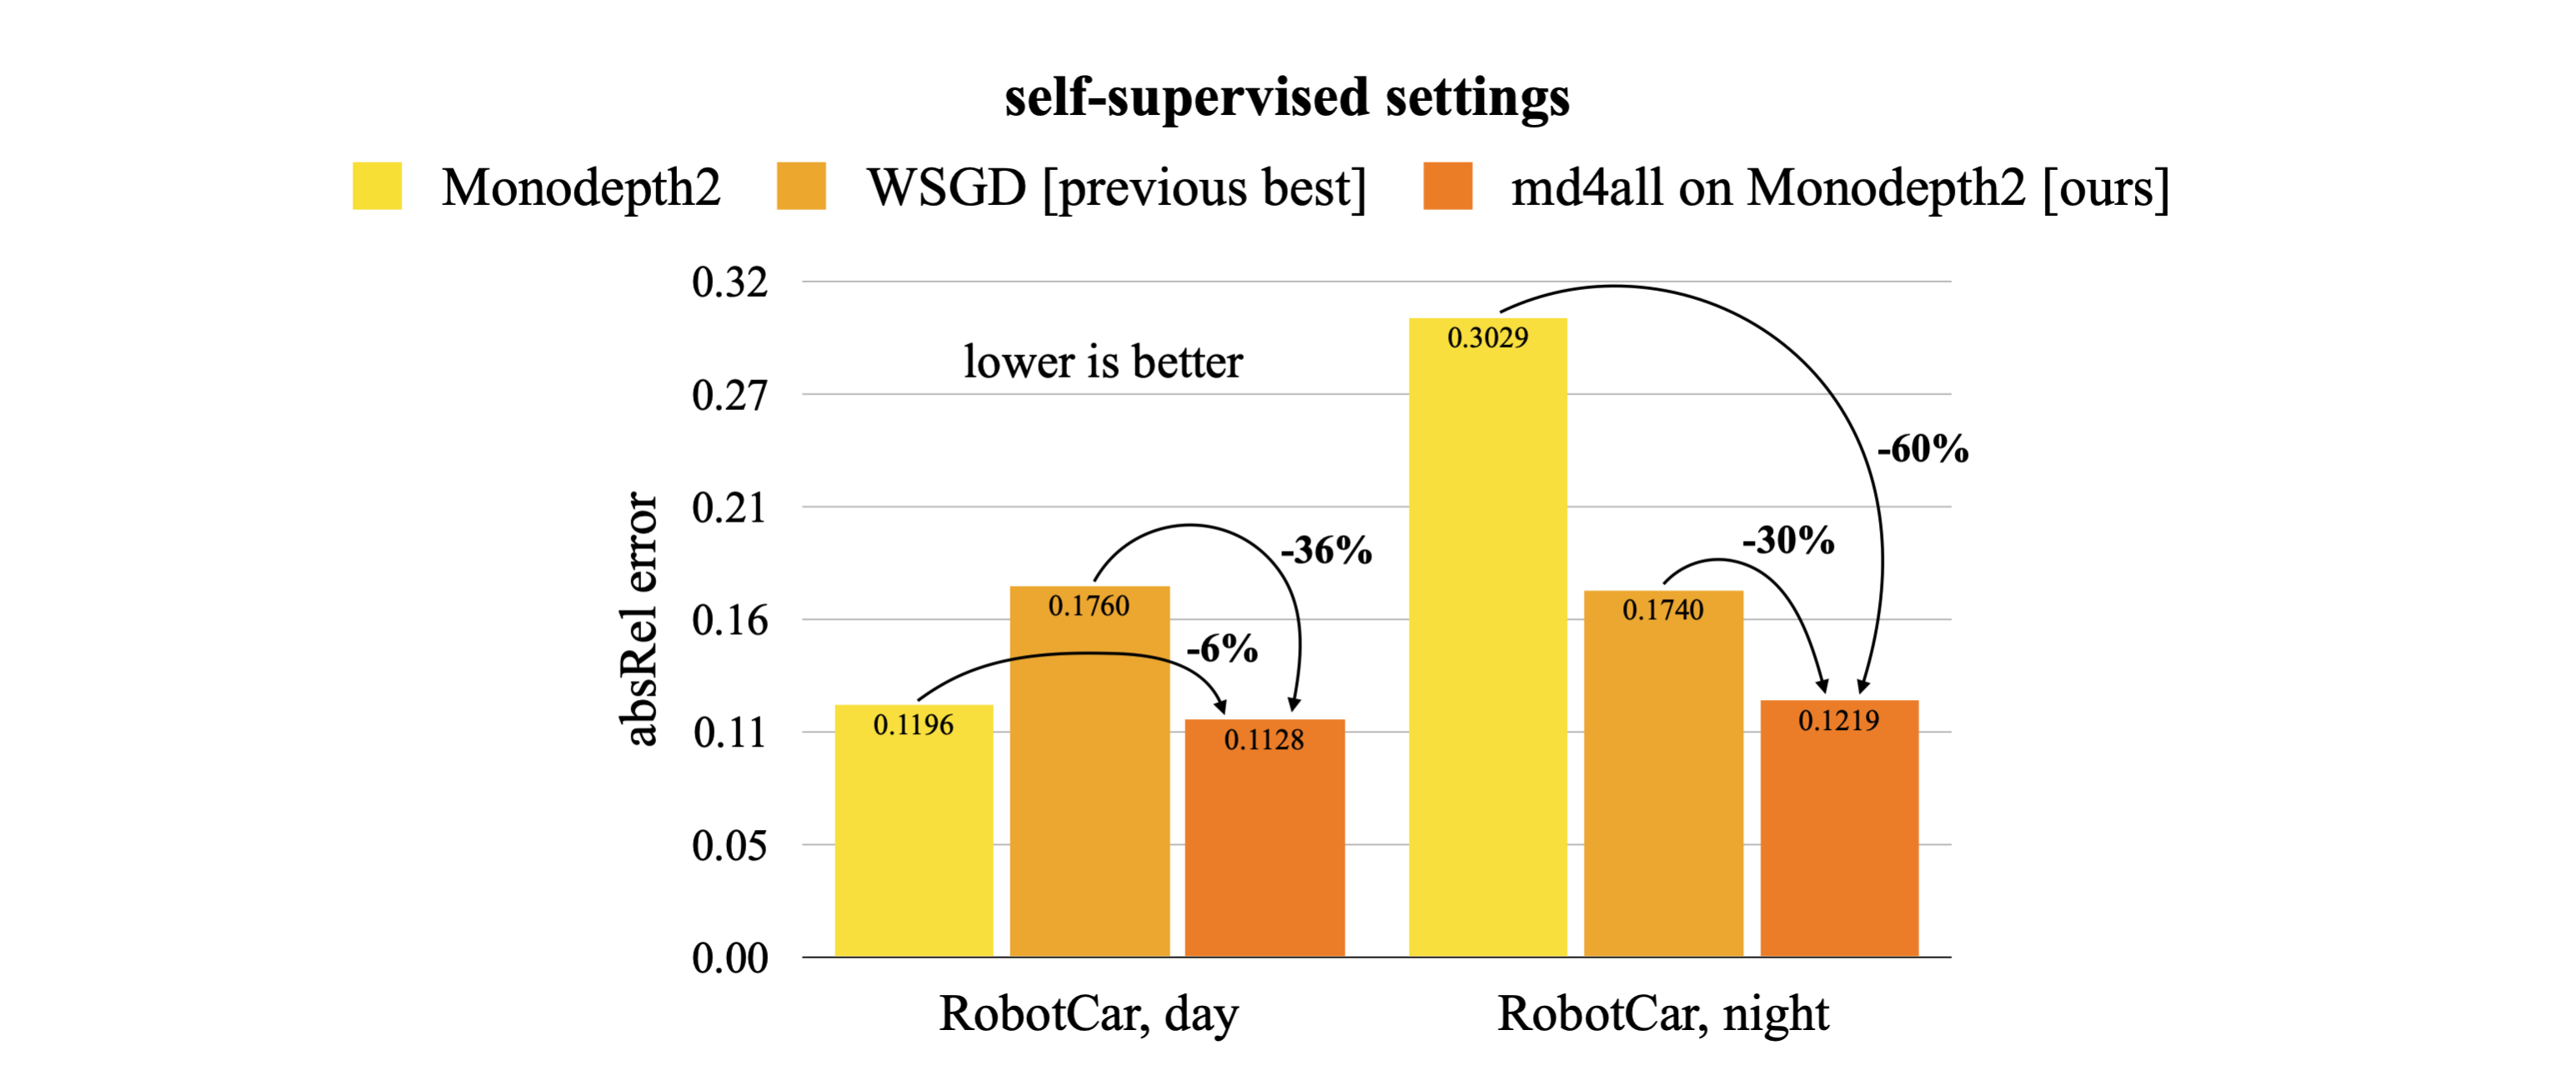 self-supervised settings
Monodepth2 WSGD [previous best] md4all on Monodepth2 [ours]
absRel error
0.32
0.27
0.21
0.16
0.11
0.05
0.00
lower is better
0.1196
0.1760
0.1128
-6%
-36%
0.3029
0.1740
0.1219
-30%
-60%
RobotCar, day
RobotCar, night